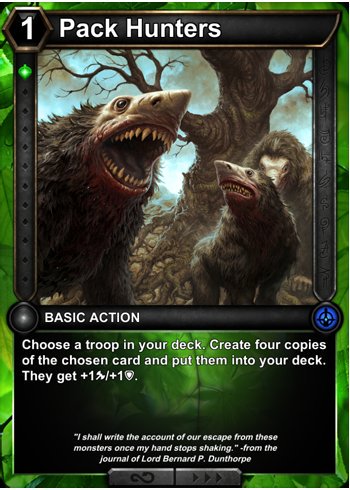 1 Pack Hunters
BASIC ACTION
Choose a troop in your deck. Create four copies
of the chosen card and put them into your deck.
They get +1/+1.
"I shall write the account of our escape from these
monsters once my hand stops shaking." -from the
journal of Lord Bernard P. Dunthorpe